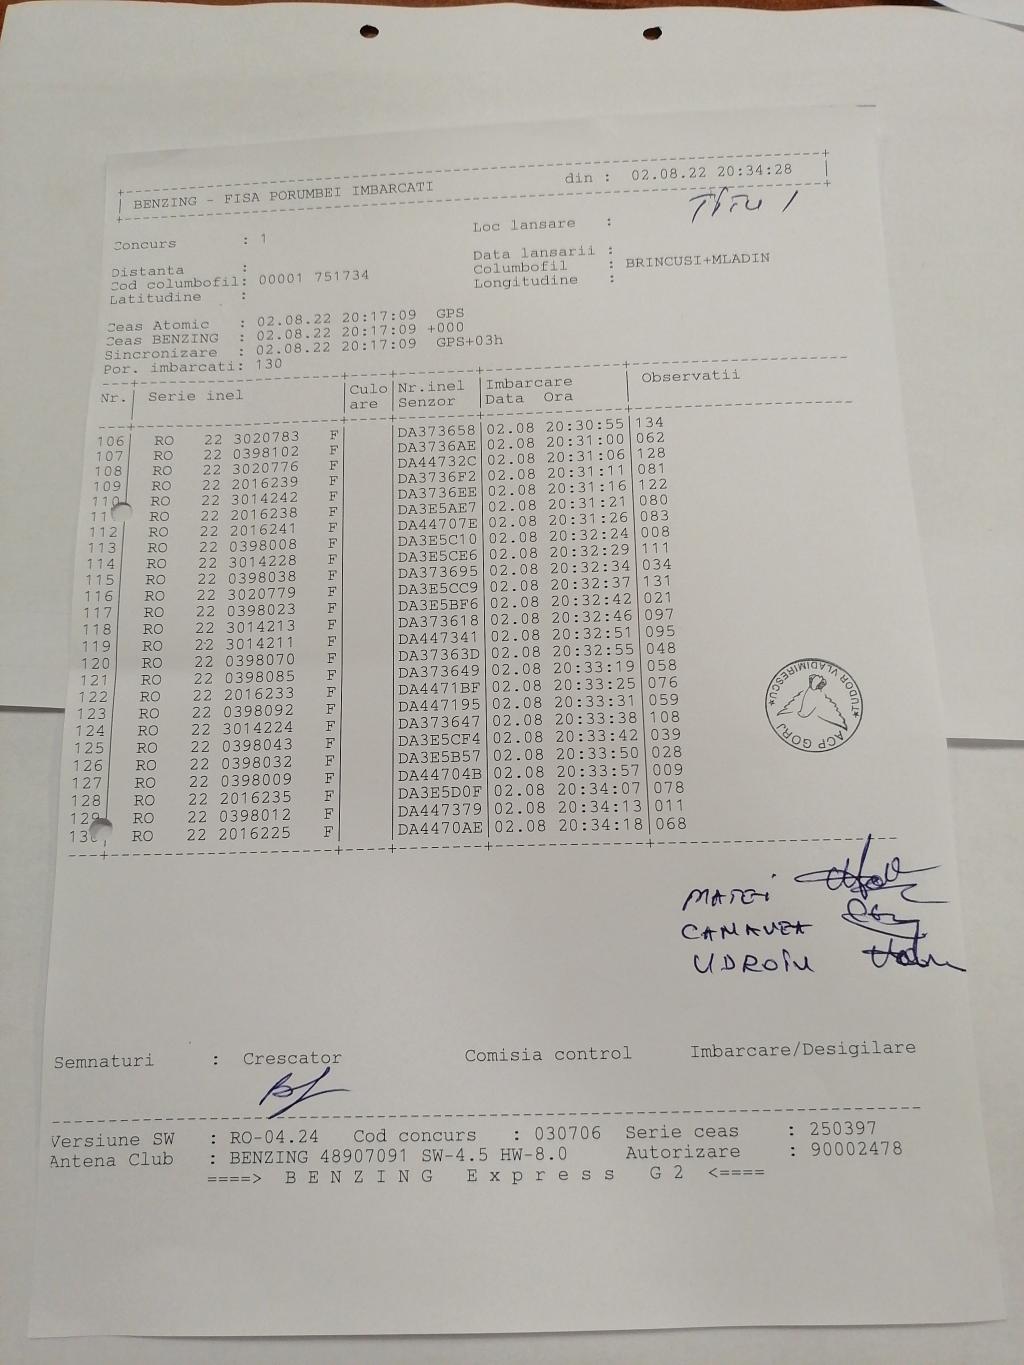 BENZING - FISA PORUMBEI IMBARCATI din : 02.08.22 20:34:28
Concurs : 1 Loc lansare :
Distanta : Data lansarii :
Cod columbofil: 00001 751734 Columbofil : BRINCUSI+MLADIN
Latitudine : Longitudine :
Ceas Atomic : 02.08.22 20:17:09 GPS
Ceas BENZING : 02.08.22 20:17:09 +000
Sincronizare : 02.08.22 20:17:09 GPS+03h
Por. imbarcati: 130
Nr. Serie inel Culo Nr.inel Imbarcare Observatii
are Senzor Data Ora
106 RO 22 3020783 F DA373658 02.08 20:30:55 134
107 RO 22 0398102 F DA3736AE 02.08 20:31:00 062
108 RO 22 3020776 F DA44732C 02.08 20:31:06 128
109 RO 22 2016239 F DA3736F2 02.08 20:31:11 081
110 RO 22 3014242 F DA3736EE 02.08 20:31:16 122
RO 22 2016238 F DA3E5AE7 02.08 20:31:21 080
112 RO 22 2016241 F DA44707E 02.08 20:31:26 083
113 RO 22 0398008 F DA3E5C10 02.08 20:32:24 008
114 RO 22 3014228 F DA3E5CE6 02.08 20:32:29 111
115 RO 22 0398038 F DA373695 02.08 20:32:34 034
116 RO 22 3020779 F DA3E5CC9 02.08 20:32:37 131
117 RO 22 0398023 F DA3E5BF6 02.08 20:32:42 021
118 RO 22 3014213 F DA373618 02.08 20:32:46 097
119 RO 22 3014211 F DA447341 02.08 20:32:51 095
120 RO 22 0398070 F DA37363D 02.08 20:32:55 048
121 RO 22 0398085 F DA373649 02.08 20:33:19 058
122 RO 22 2016233 F DA4471BF 02.08 20:33:25 076
123 RO 22 0398092 F DA447195 02.08 20:33:31 059
124 RO 22 3014224 F DA373647 02.08 20:33:38 108
125 RO 22 0398043 F DA3E5CF4 02.08 20:33:42 039
126 RO 22 0398032 F DA3E5B57 02.08 20:33:50 028
127 RO 22 0398009 F DA44704B 02.08 20:33:57 009
128 RO 22 2016235 F DA3E5D0F 02.08 20:34:07 078
129 RO 22 0398012 F DA447379 02.08 20:34:13 011
RO 22 2016225 F DA4470AE 02.08 20:34:18 068
ACP GORJ *TUDOR VLADIMIRESCU*
MATEI
CAMAUEA
UDROIU
Semnaturi : Crescator Comisia control Imbarcare/Desigilare
Versiune SW : RO-04.24 Cod concurs : 030706 Serie ceas : 250397
Antena Club : BENZING 48907091 SW-4.5 HW-8.0 Autorizare : 90002478
====> B E N Z I N G E x p r e s s G 2 <====